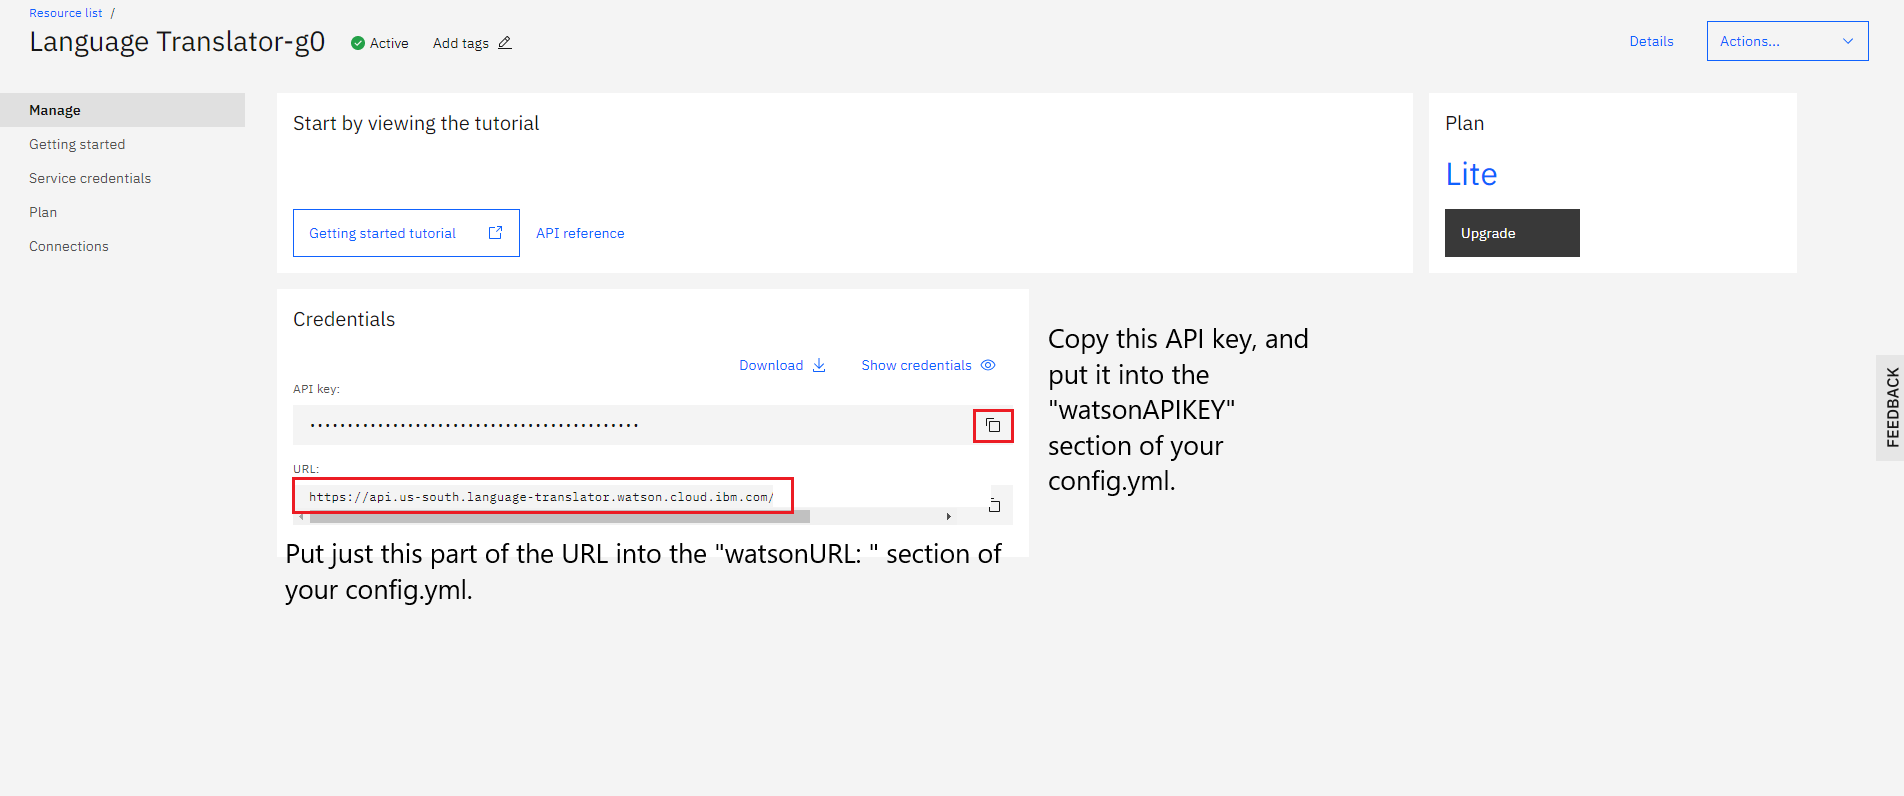 Resource list /
Language Translator-g0 Active Add tags
Details Actions...
Manage
Getting started
Service credentials
Plan
Connections
Start by viewing the tutorial
Getting started tutorial API reference
Plan
Lite
Upgrade
Credentials
Download Show credentials
API key:
••••••••••••••••••••••••••••••••••••••••••••
URL:
https://api.us-south.language-translator.watson.cloud.ibm.com/
Copy this API key, and
put it into the
"watsonAPIKEY"
section of your
config.yml.
Put just this part of the URL into the "watsonURL: " section of
your config.yml.
FEEDBACK